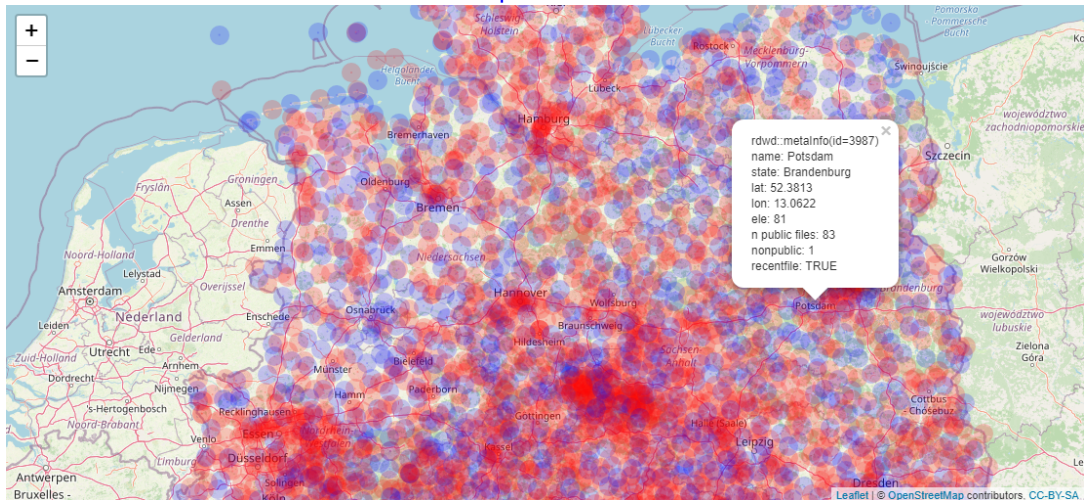 +
−
Schleswig-
Holstein
Lübecker
Bucht
Pomorska -
Pommersche
Bucht
Rostock
Mecklenburg-
Vorpommern
Świnoujście
Helgoländer
Bucht
Lübeck
Hamburg
województwo
zachodniopomorskie
Bremerhaven
×
rdwd::metaInfo(id=3987)
name: Potsdam
state: Brandenburg
lat: 52.3813
lon: 13.0622
ele: 81
n public files: 83
nonpublic: 1
recentfile: TRUE
Szczecin
Groningen
Fryslân
Oldenburg
Assen
Bremen
Drenthe
Emmen
Noord-Holland
Niedersachsen
Gorzów
Wielkopolski
Lelystad
Amsterdam
Overijssel
Hannover
Wolfsburg
Brandenburg
Potsdam
Osnabrück
Nederland
Enschede
Braunschweig
województwo
lubuskie
Leiden
Gelderland
Hildesheim
Utrecht
Ede
Sachsen-
Anhalt
Zielona
Góra
Zuid-Holland
Arnhem
Münster
Bielefeld
Dordrecht
Nijmegen
Hamm
Paderborn
Cottbus
- Chóśebuz
's-Hertogenbosch
Noord-Brabant
Recklinghausen
Göttingen
Halle (Saale)
Essen
Nordrhein-
Westfalen
Venlo
Kassel
Leipzig
Düsseldorf
Limburg
Antwerpen
Solingen
Dresden
Bruxelles -
Köln
Leaflet | © OpenStreetMap contributors, CC-BY-SA